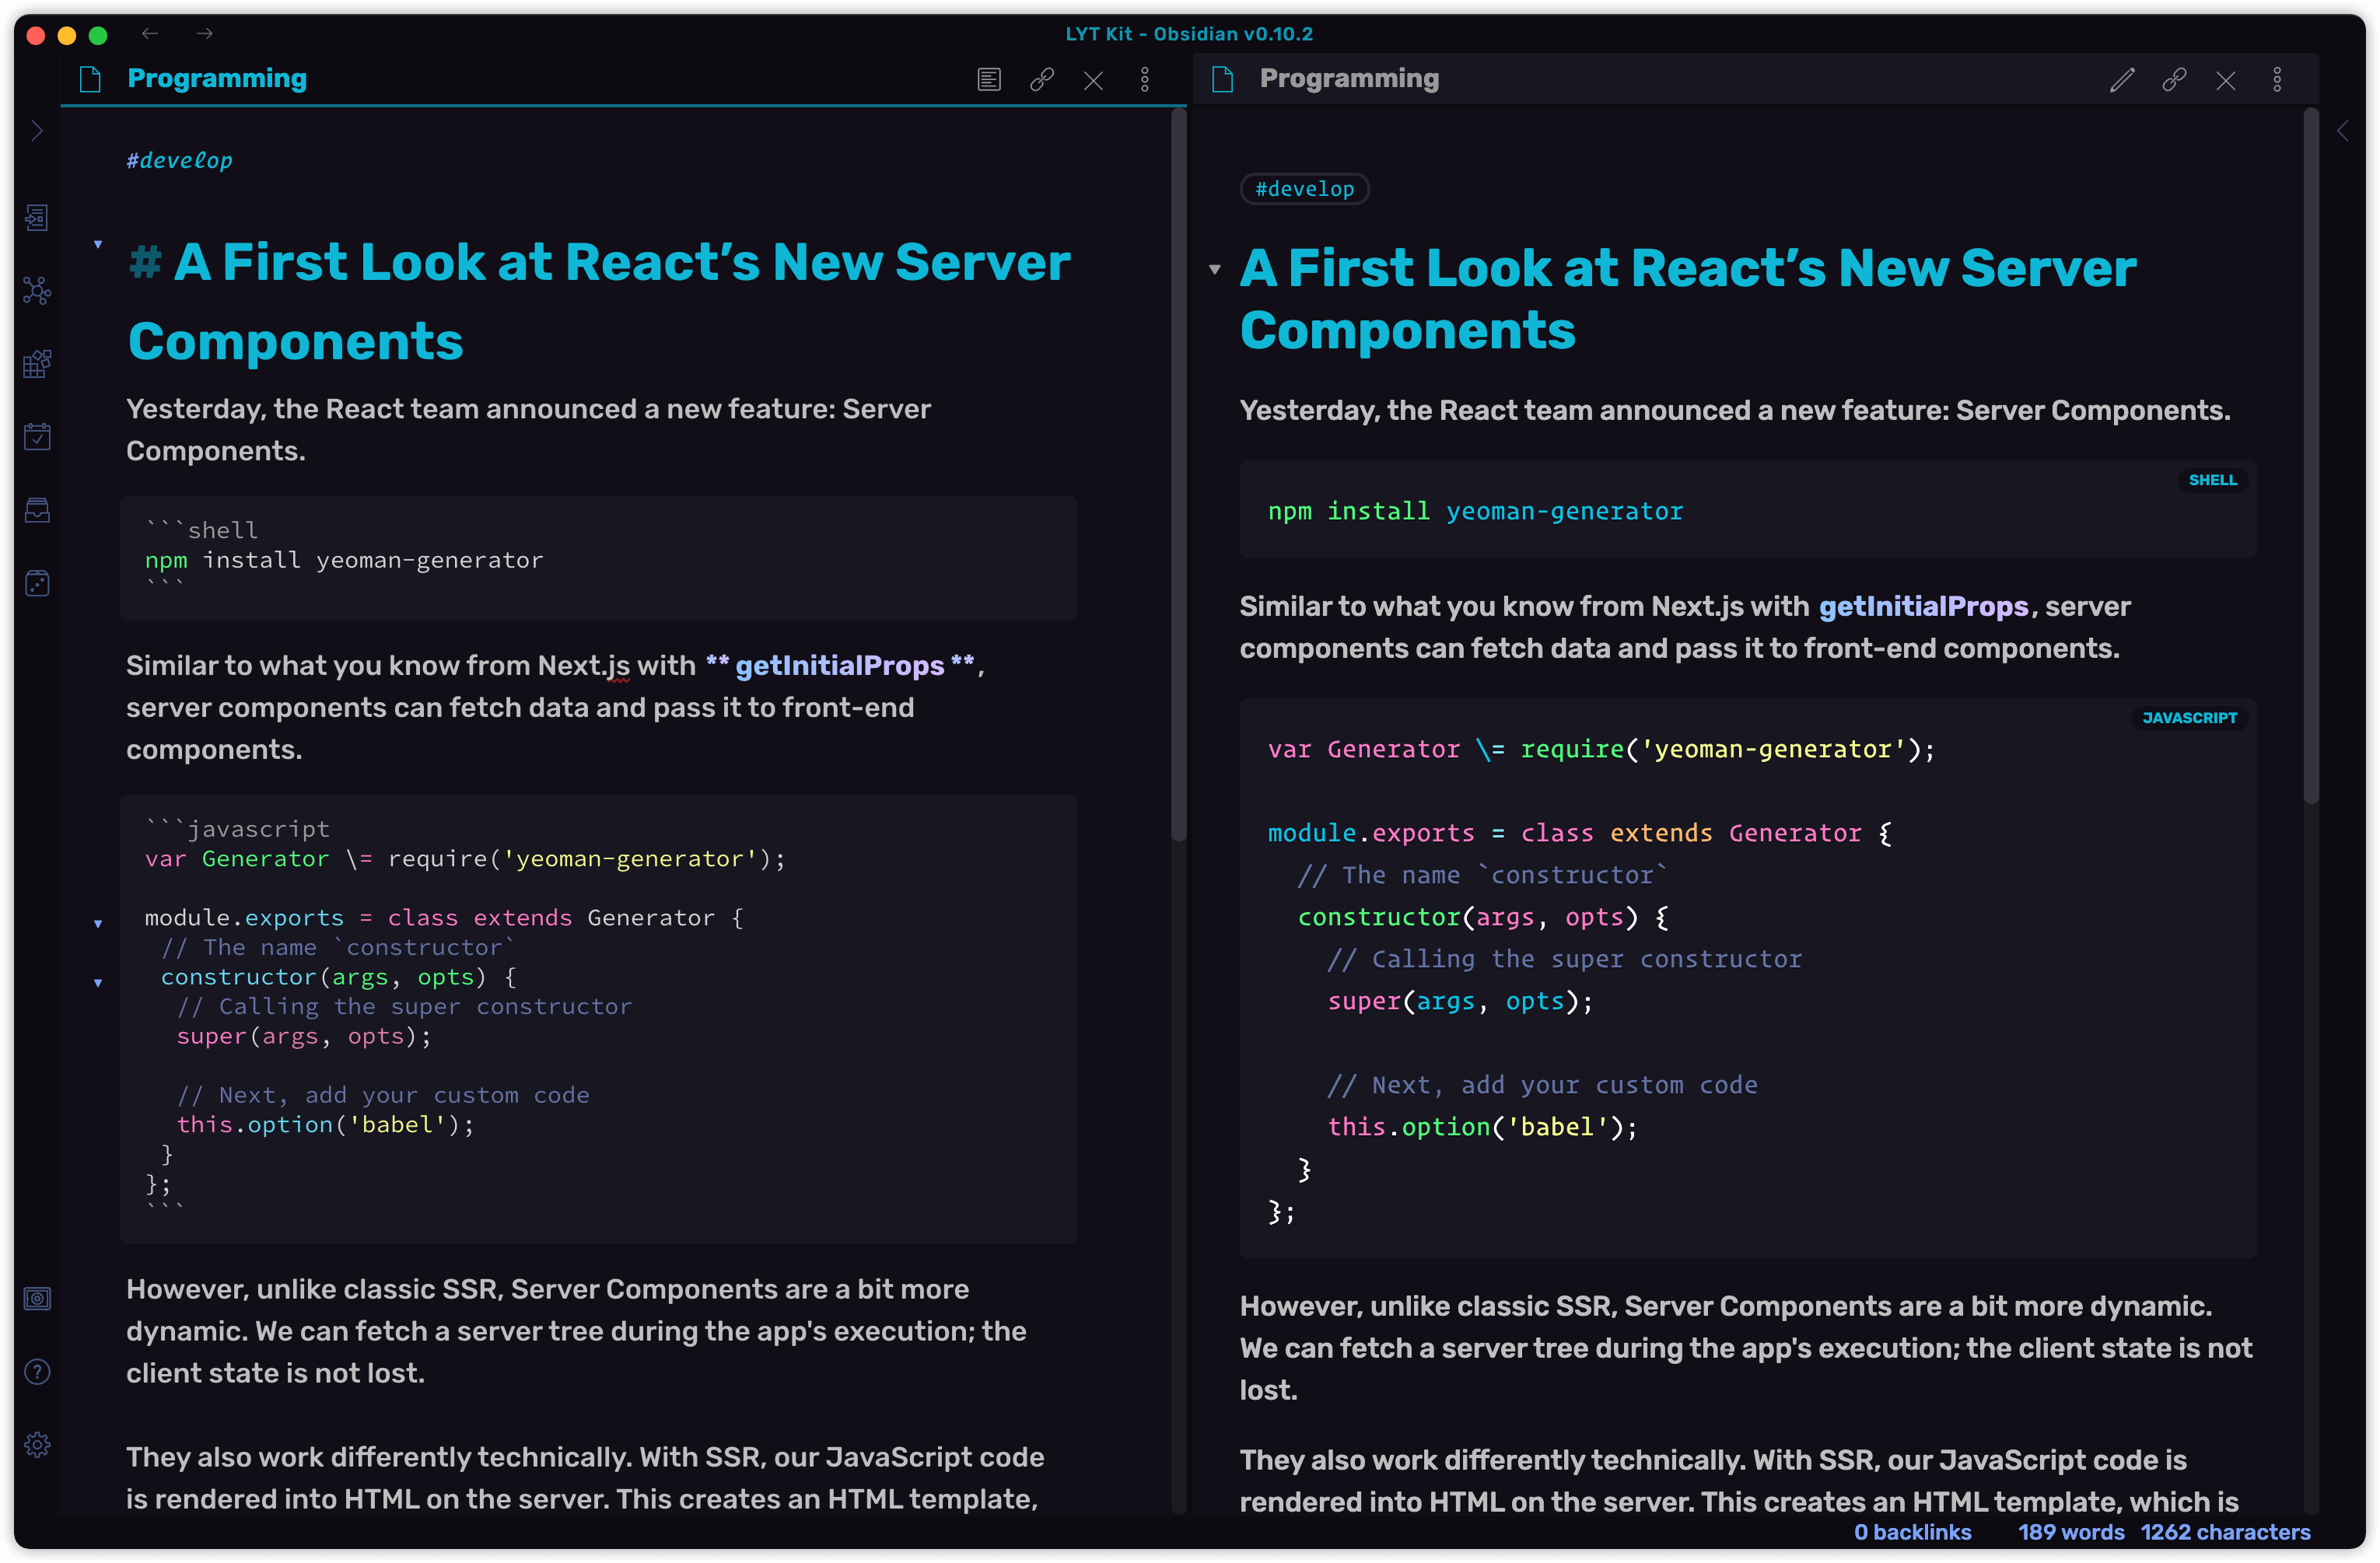 LYT Kit - Obsidian v0.10.2
Programming
#develop
# A First Look at React’s New Server
Components
Yesterday, the React team announced a new feature: Server
Components.
```shell
npm install yeoman-generator
```
Similar to what you know from Next.js with ** getInitialProps **,
server components can fetch data and pass it to front-end
components.
```javascript
var Generator \= require('yeoman-generator');
module.exports = class extends Generator {
// The name `constructor`
constructor(args, opts) {
// Calling the super constructor
super(args, opts);
// Next, add your custom code
this.option('babel');
}
};
```
However, unlike classic SSR, Server Components are a bit more
dynamic. We can fetch a server tree during the app's execution; the
client state is not lost.
They also work differently technically. With SSR, our JavaScript code
is rendered into HTML on the server. This creates an HTML template,
Programming
#develop
A First Look at React’s New Server
Components
Yesterday, the React team announced a new feature: Server Components.
SHELL
npm install yeoman-generator
Similar to what you know from Next.js with getInitialProps, server
components can fetch data and pass it to front-end components.
JAVASCRIPT
var Generator \= require('yeoman-generator');
module.exports = class extends Generator {
// The name `constructor`
constructor(args, opts) {
// Calling the super constructor
super(args, opts);
// Next, add your custom code
this.option('babel');
}
};
However, unlike classic SSR, Server Components are a bit more dynamic.
We can fetch a server tree during the app's execution; the client state is not
lost.
They also work differently technically. With SSR, our JavaScript code is
rendered into HTML on the server. This creates an HTML template, which is
0 backlinks 189 words 1262 characters